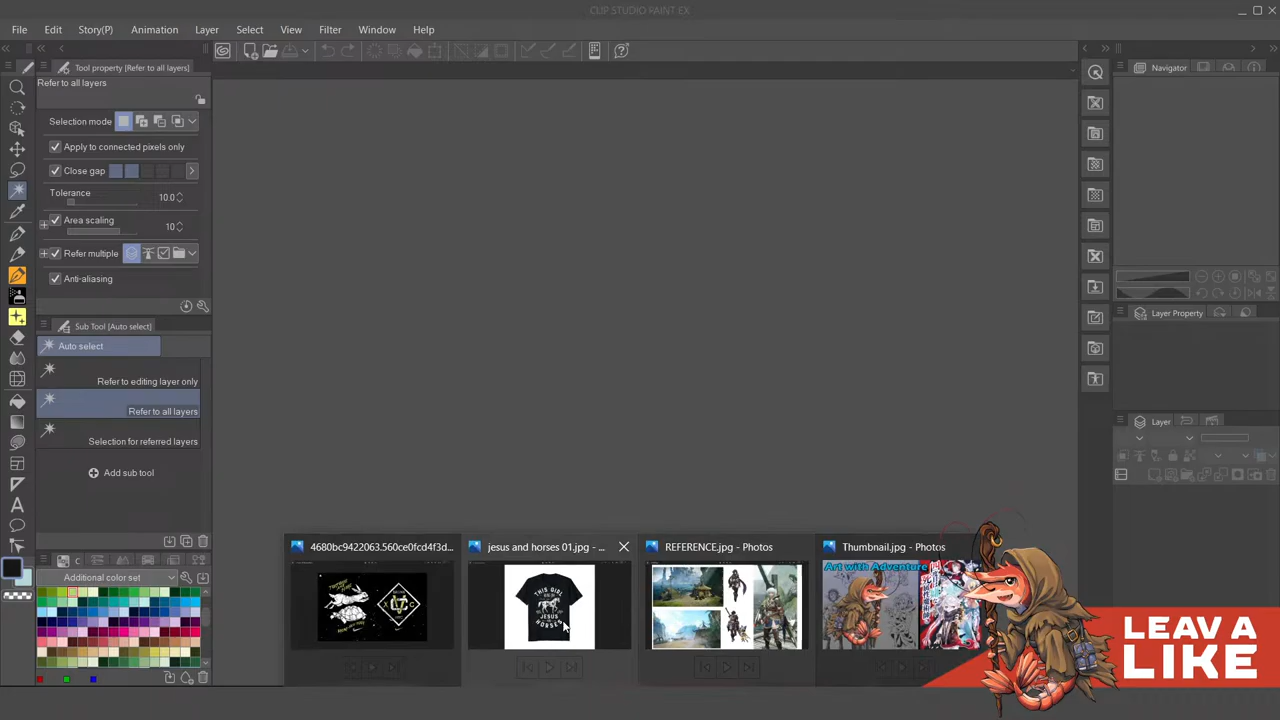 CLIP STUDIO PAINT EX
File Edit Story(P) Animation Layer Select View Filter Window Help
Tool property [Refer to all layers]
Refer to all layers
Selection mode
Apply to connected pixels only
Close gap
Tolerance 10.0
Area scaling 10
Refer multiple
Anti-aliasing
Sub Tool [Auto select]
Auto select
Refer to editing layer only
Refer to all layers
Selection for referred layers
Add sub tool
C
Additional color set
Navigator
Layer Property
Layer
4680bc9422063.560ce0fcd4f3d...
jesus and horses 01.jpg - ...
REFERENCE.jpg - Photos
Thumbnail.jpg - Photos
THIS GIRL
JESUS
HORSES
Art with Adventure
LEAV A
LIKE